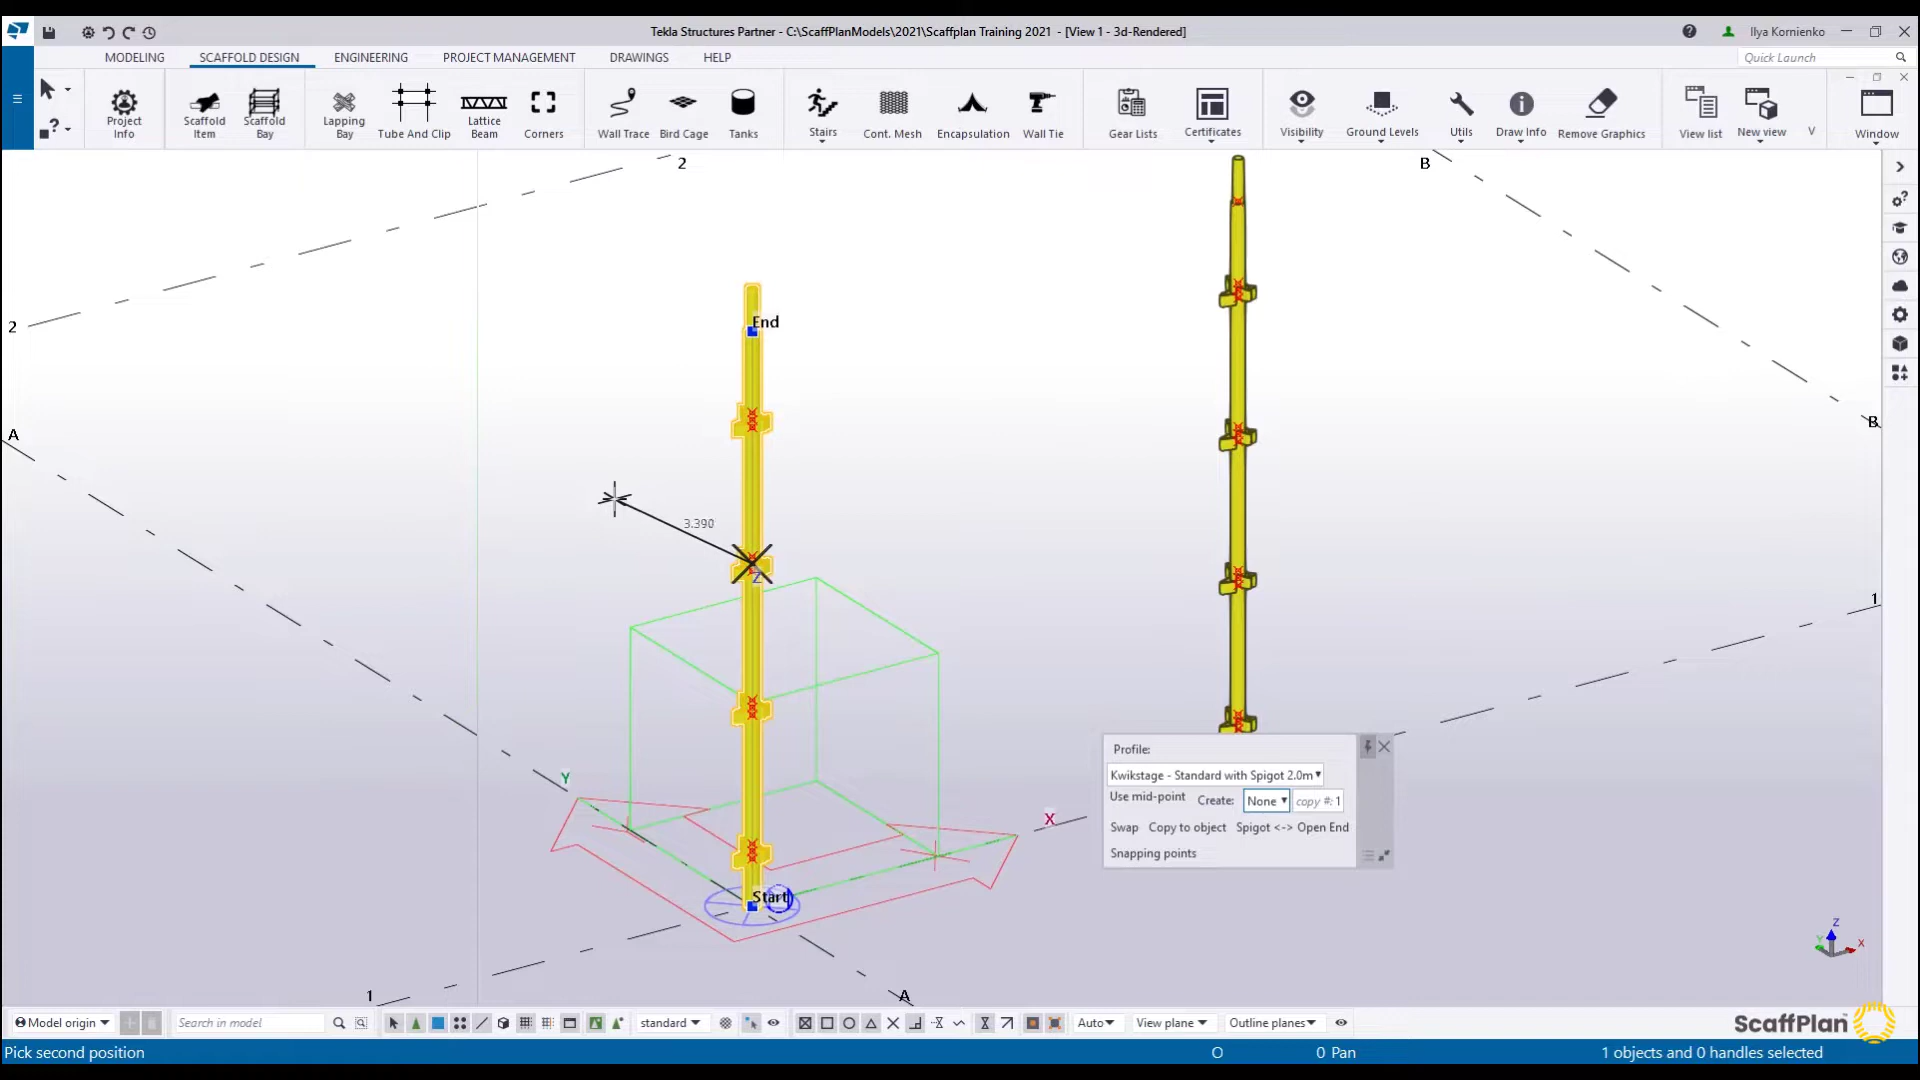 Tekla Structures Partner - C:\ScaffPlanModels\2021\Scaffplan Training 2021 - [View 1 - 3d-Rendered]
Ilya Kornienko
MODELING SCAFFOLD DESIGN ENGINEERING PROJECT MANAGEMENT DRAWINGS HELP
Quick Launch
Project Info
Scaffold Item
Scaffold Bay
Lapping Bay
Tube And Clip
Lattice Beam
Corners
Wall Trace
Bird Cage
Tanks
Stairs
Cont. Mesh
Encapsulation
Wall Tie
Gear Lists
Certificates
Visibility
Ground Levels
Utils
Draw Info
Remove Graphics
View list
New view
Window
2
B
2
End
A
B
3.390
Z
1
Y
X
Start
1
A
Profile:
Kwikstage - Standard with Spigot 2.0m
Use mid-point Create: None copy #: 1
Swap Copy to object Spigot <-> Open End
Snapping points
Z
Y
X
Model origin
Search in model
standard
Auto
View plane
Outline planes
ScaffPlan
Pick second position
O
0 Pan
1 objects and 0 handles selected